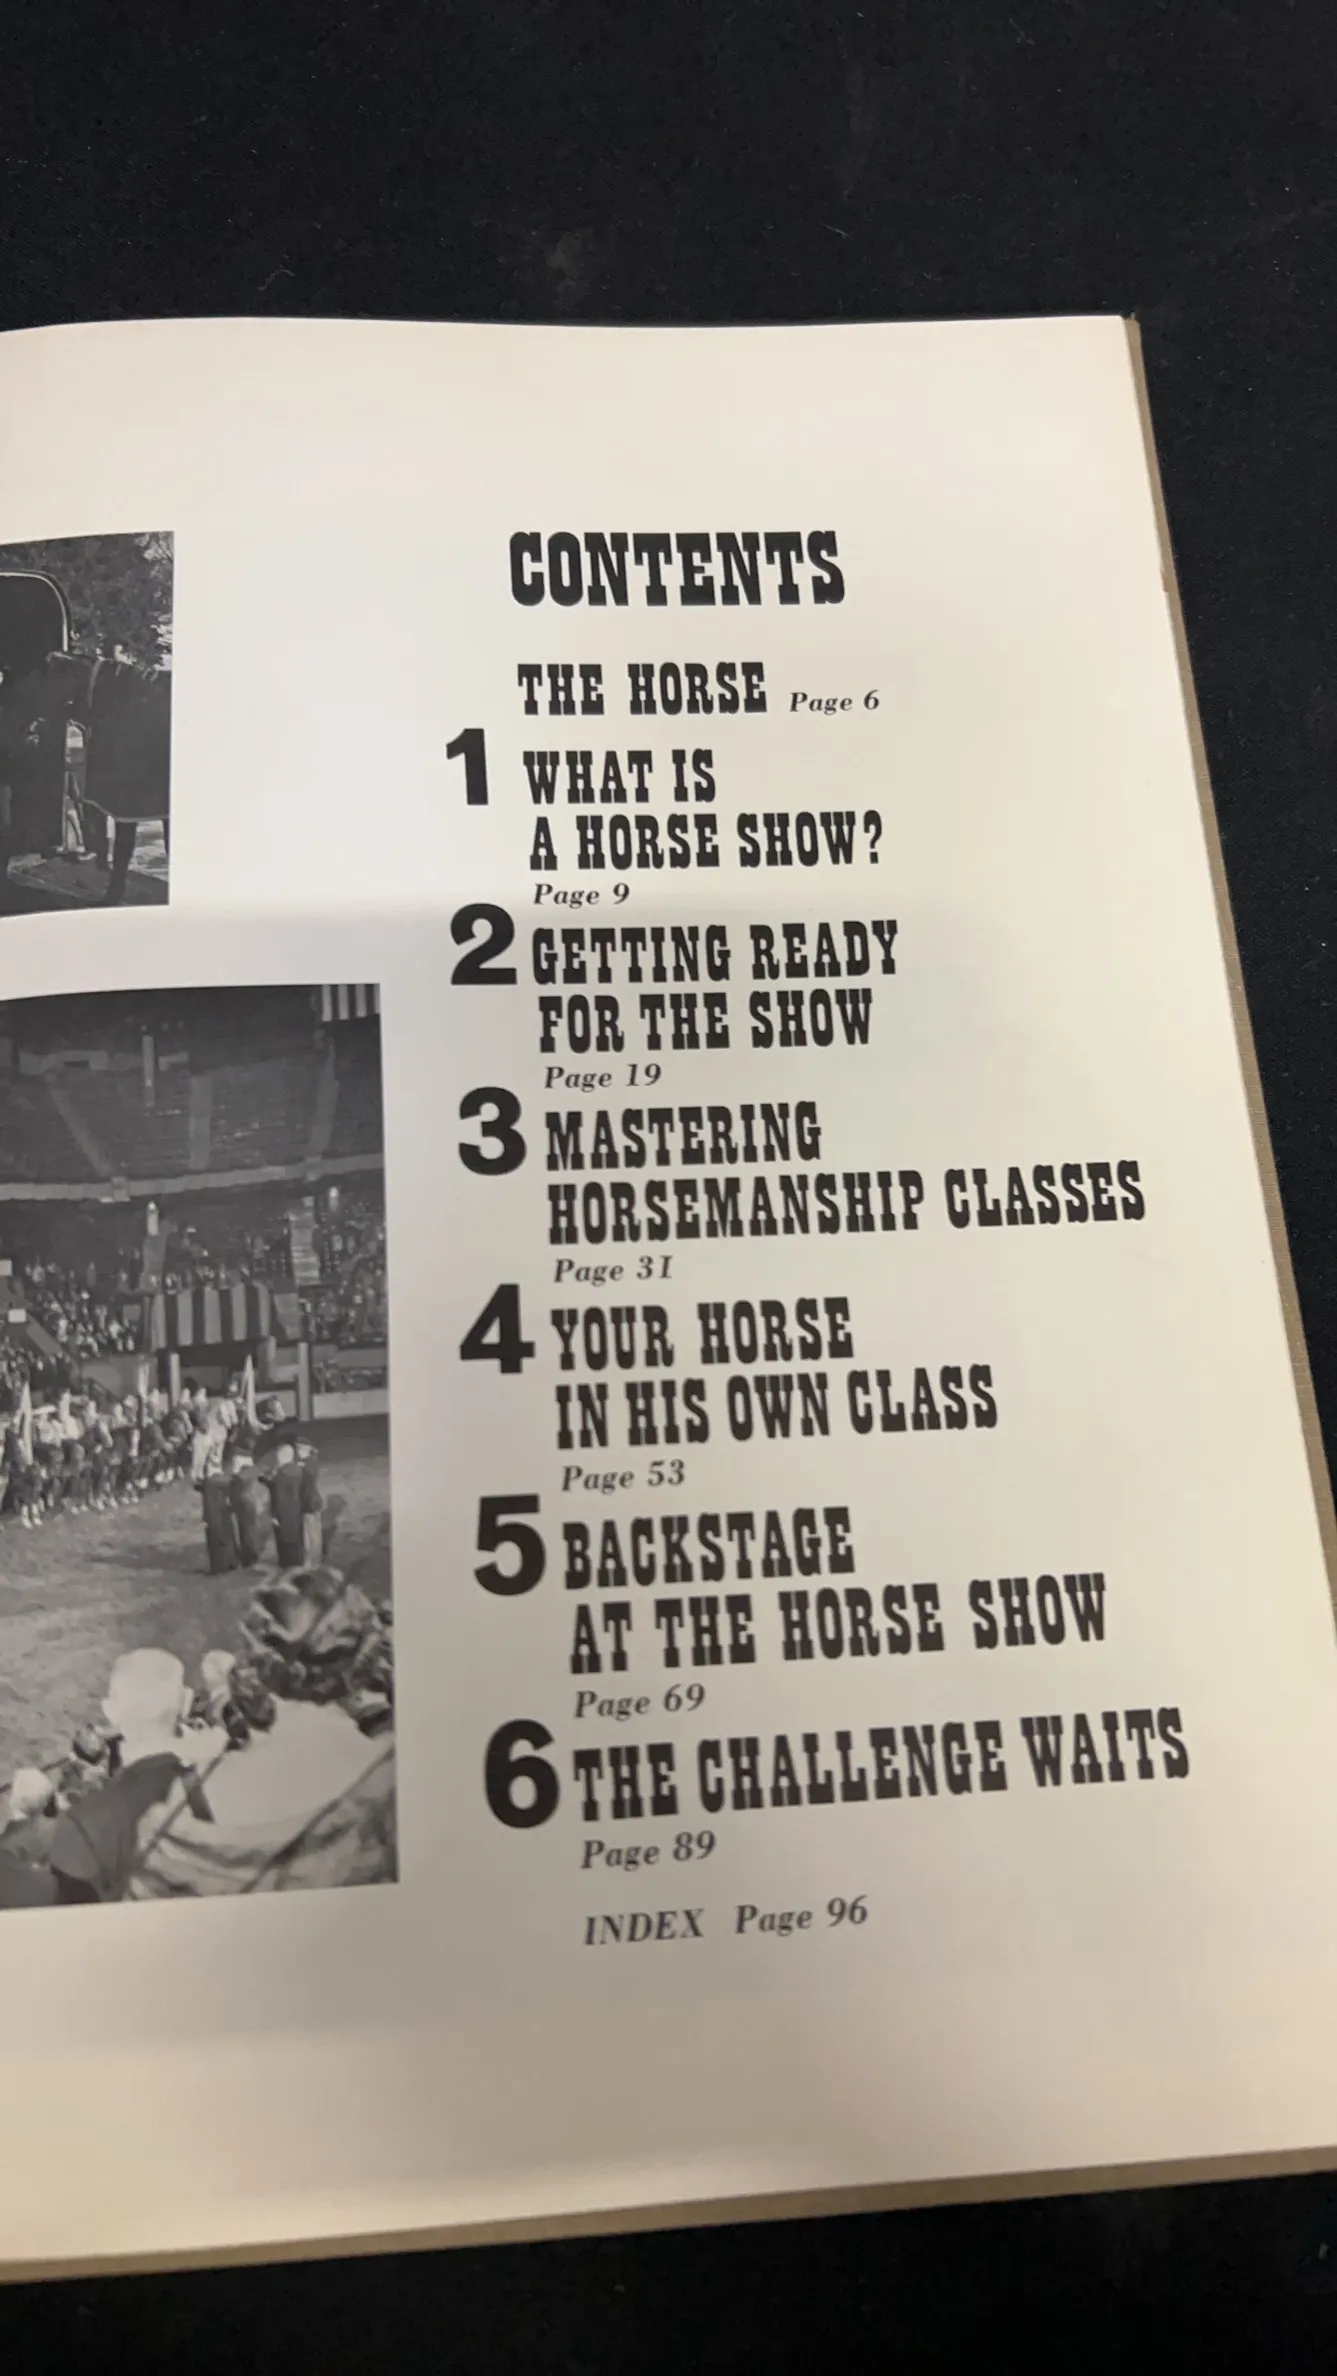 CONTENTS
THE HORSE Page 6
1 WHAT IS
A HORSE SHOW?
Page 9
2 GETTING READY
FOR THE SHOW
Page 19
3 MASTERING
HORSEMANSHIP CLASSES
Page 31
4 YOUR HORSE
IN HIS OWN CLASS
Page 53
5 BACKSTAGE
AT THE HORSE SHOW
Page 69
6 THE CHALLENGE WAITS
Page 89
INDEX Page 96